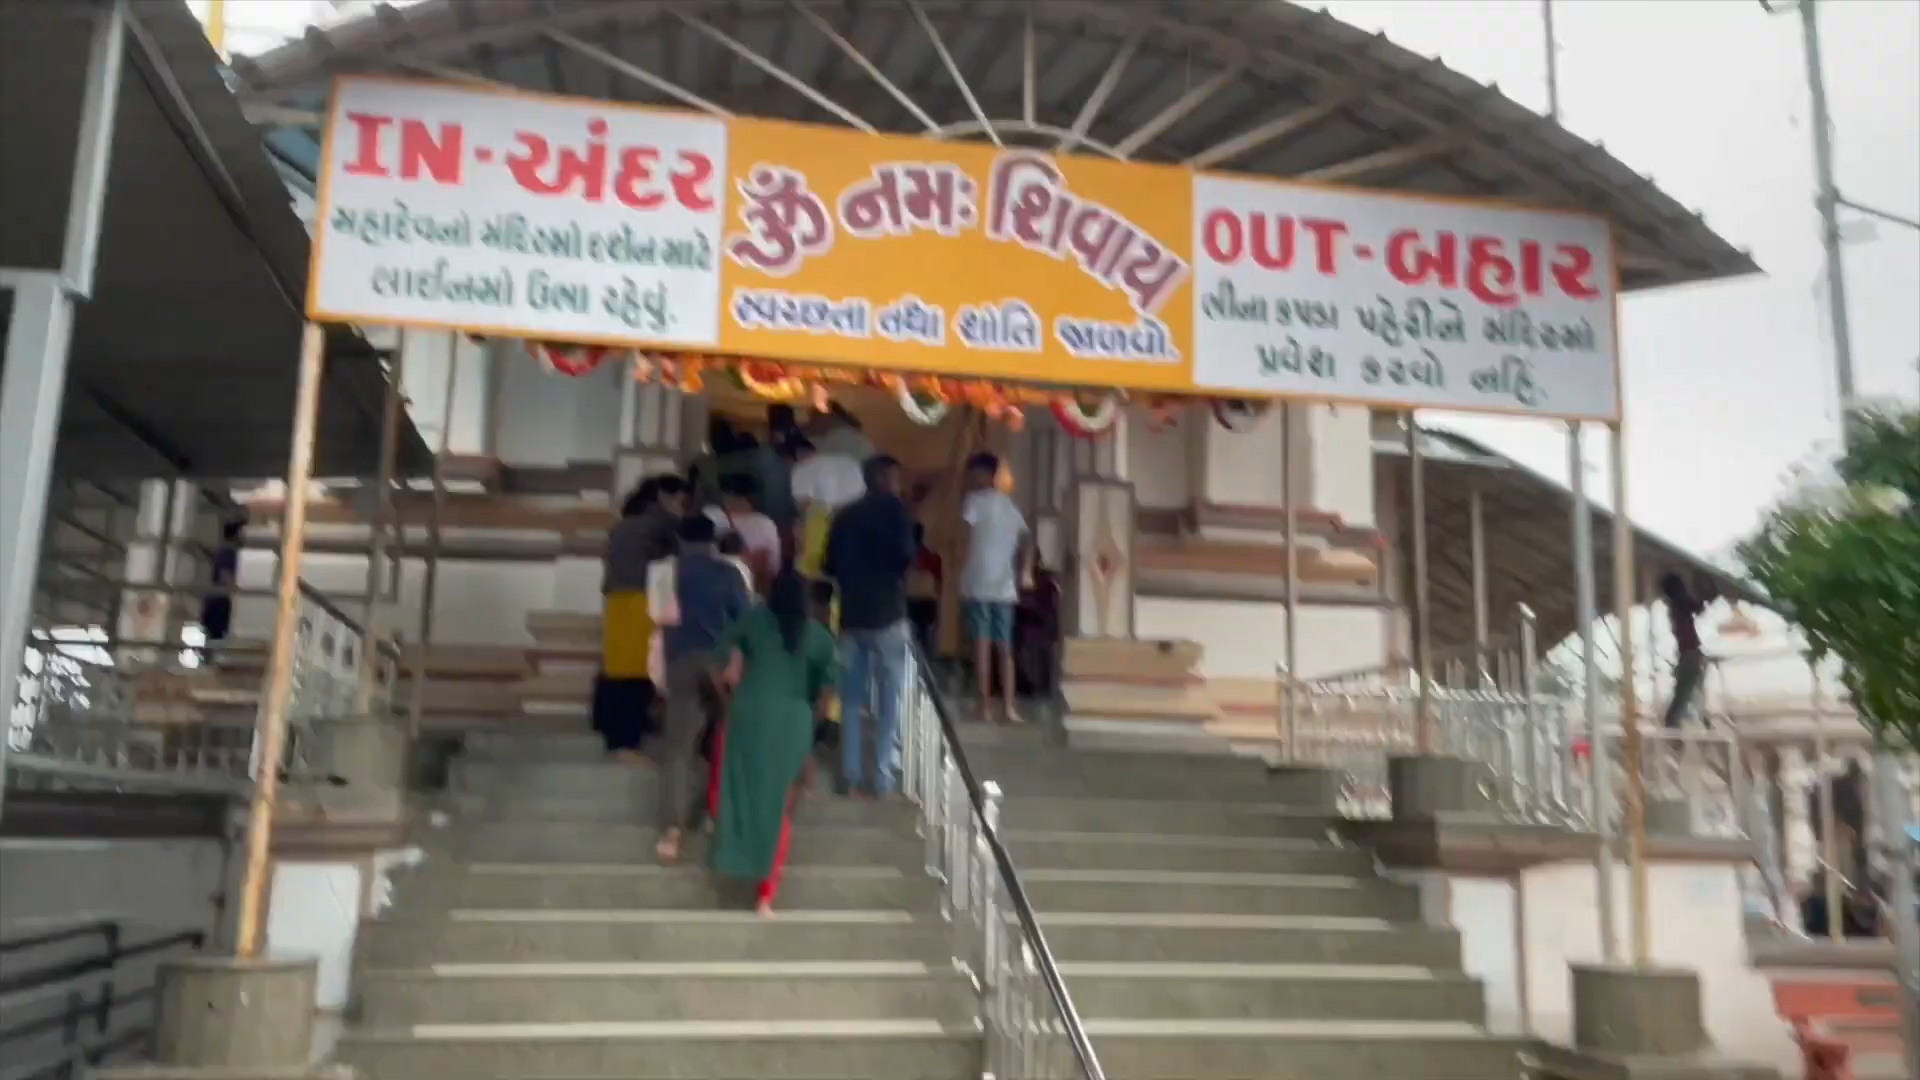 IN-અંદર
મહાદેવનો મંદિરમાં દર્શન માટે
લાઈનમાં ઉભા રહેવું.
ૐ નમઃ શિવાય
સ્વચ્છતા તથા શાંતિ જાળવો.
OUT-બહાર
ભીના કપડા પહેરીને મંદિરમાં
પ્રવેશ કરવો નહિં.